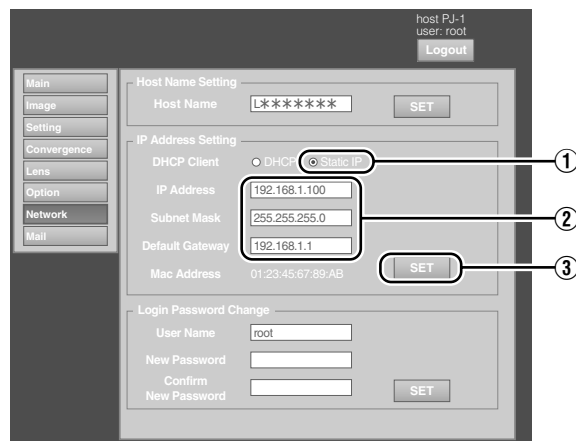 host PJ-1
user: root
Logout
Main
Image
Setting
Convergence
Lens
Option
Network
Mail
Host Name Setting
Host Name L******* SET
IP Address Setting
DHCP Client DHCP Static IP ①
IP Address 192.168.1.100
Subnet Mask 255.255.255.0 ②
Default Gateway 192.168.1.1
Mac Address 01:23:45:67:89:AB SET ③
Login Password Change
User Name root
New Password
Confirm
New Password SET